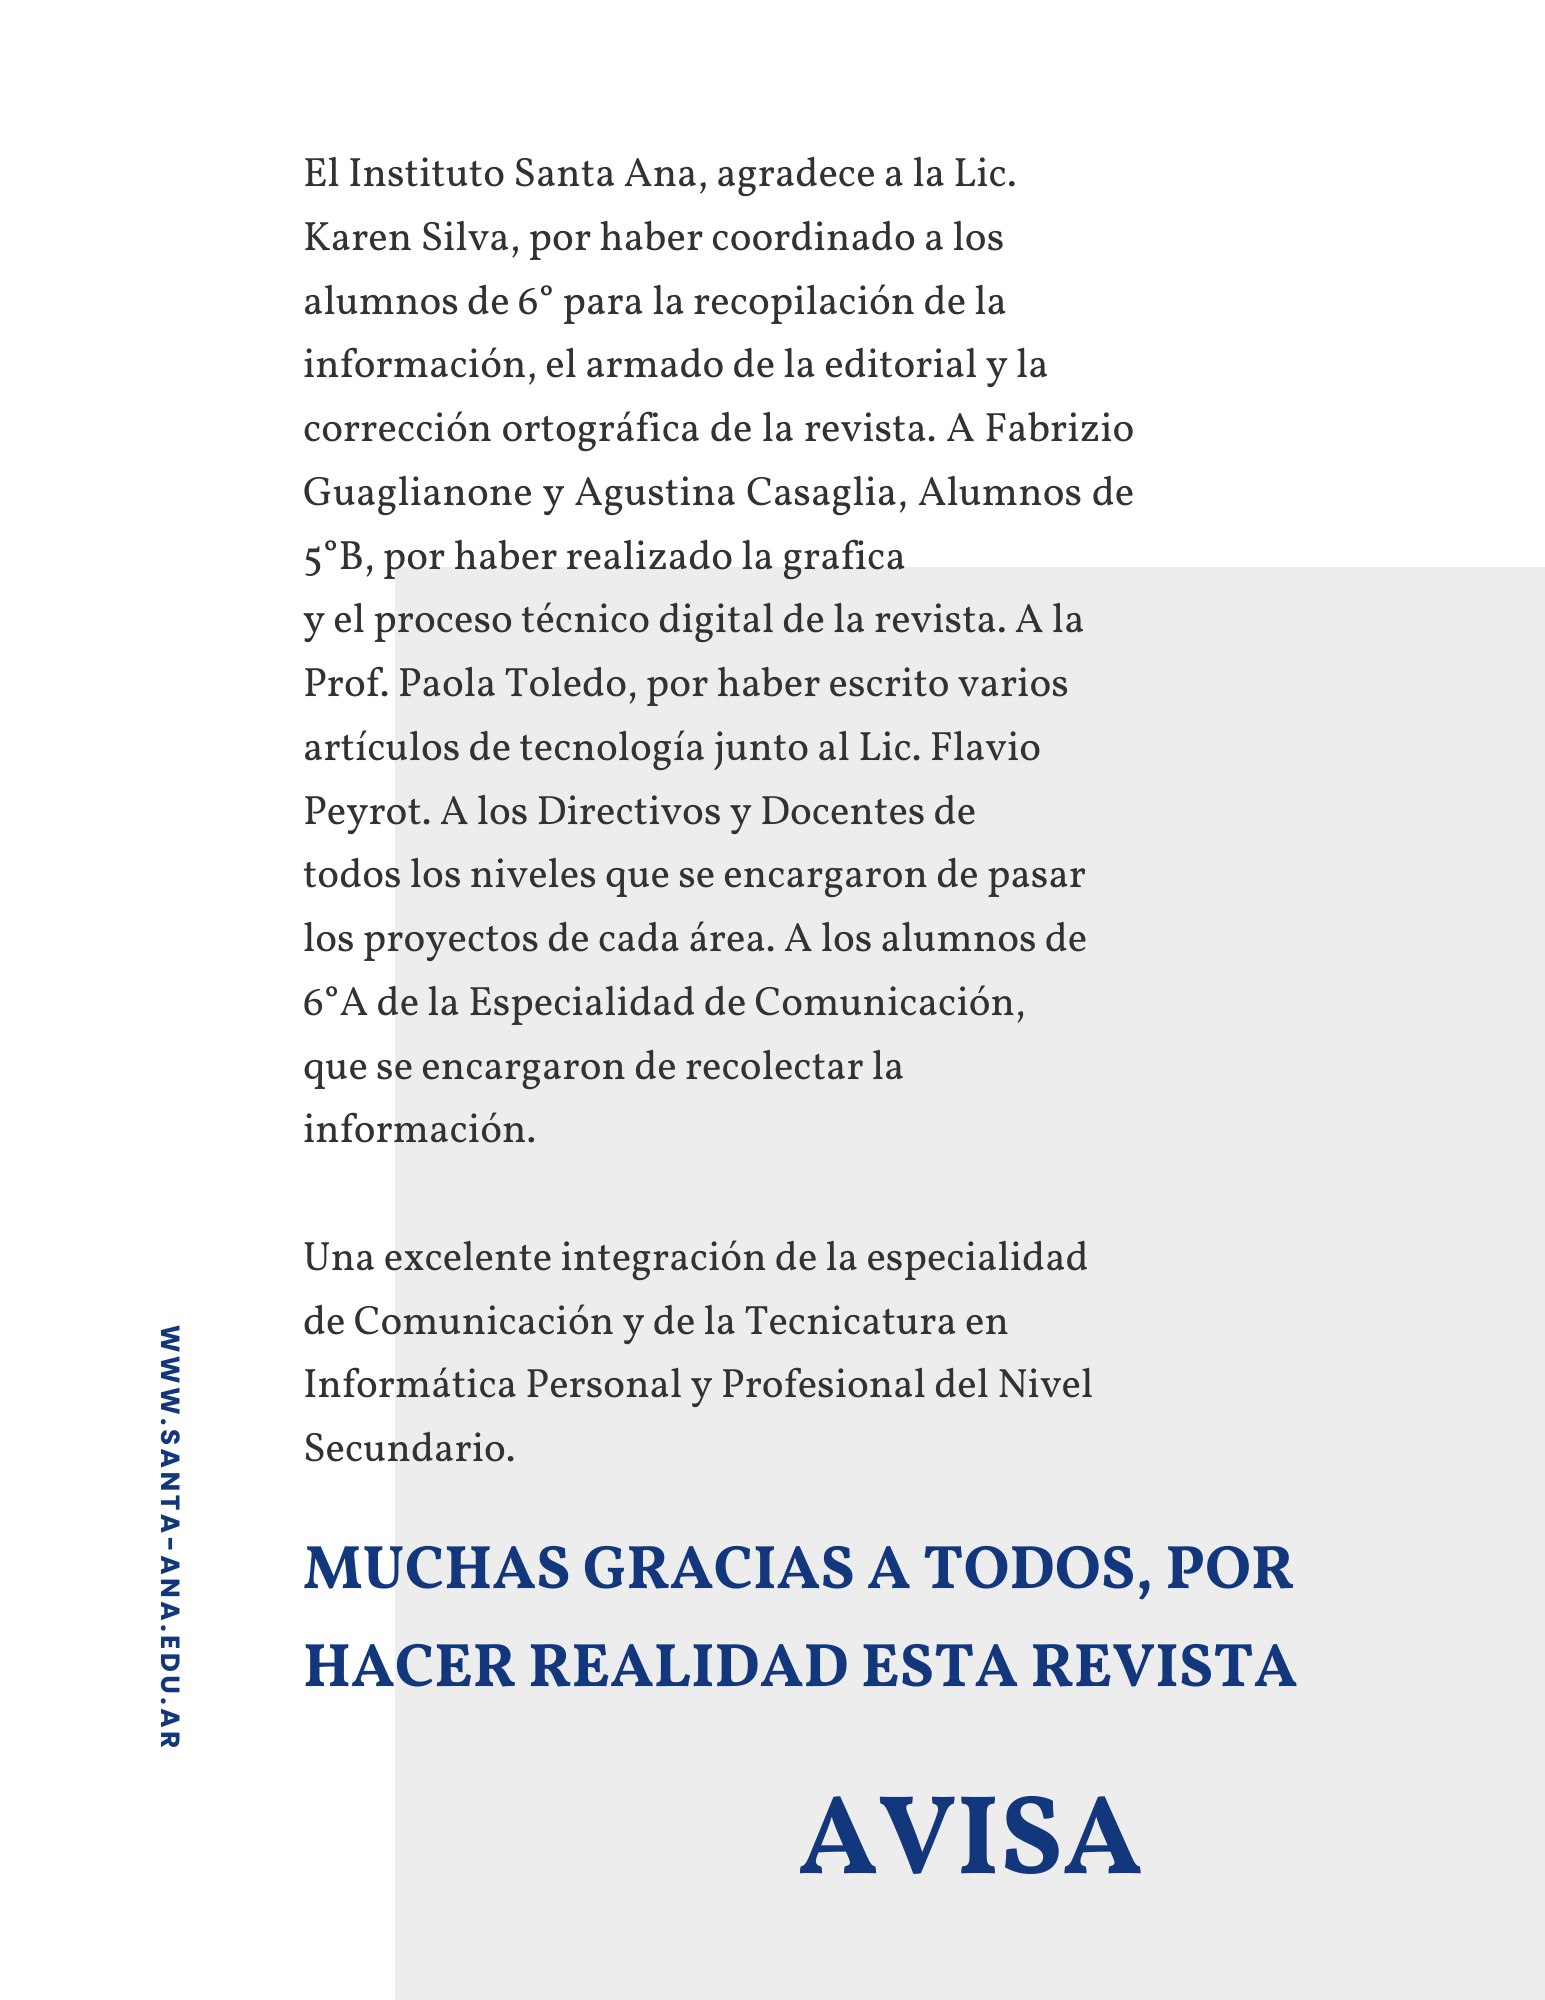 El Instituto Santa Ana, agradece a la Lic.
Karen Silva, por haber coordinado a los
alumnos de 6° para la recopilación de la
información, el armado de la editorial y la
corrección ortográfica de la revista. A Fabrizio
Guaglianone y Agustina Casaglia, Alumnos de
5°B, por haber realizado la grafica
y el proceso técnico digital de la revista. A la
Prof. Paola Toledo, por haber escrito varios
artículos de tecnología junto al Lic. Flavio
Peyrot. A los Directivos y Docentes de
todos los niveles que se encargaron de pasar
los proyectos de cada área. A los alumnos de
6°A de la Especialidad de Comunicación,
que se encargaron de recolectar la
información.
Una excelente integración de la especialidad
de Comunicación y de la Tecnicatura en
Informática Personal y Profesional del Nivel
Secundario.
MUCHAS GRACIAS A TODOS, POR
HACER REALIDAD ESTA REVISTA
AVISA
WWW.SANTA-ANA.EDU.AR